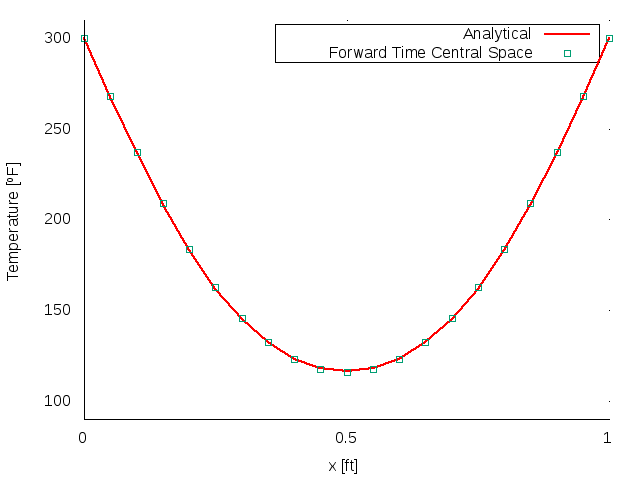 Analytical
Forward Time Central Space
300
250
200
150
100
Temperature [ºF]
0
0.5
1
x [ft]